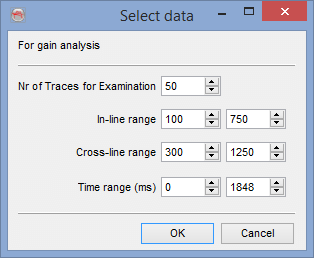 Select data
For gain analysis
Nr of Traces for Examination 50
In-line range 100 750
Cross-line range 300 1250
Time range (ms) 0 1848
OK Cancel